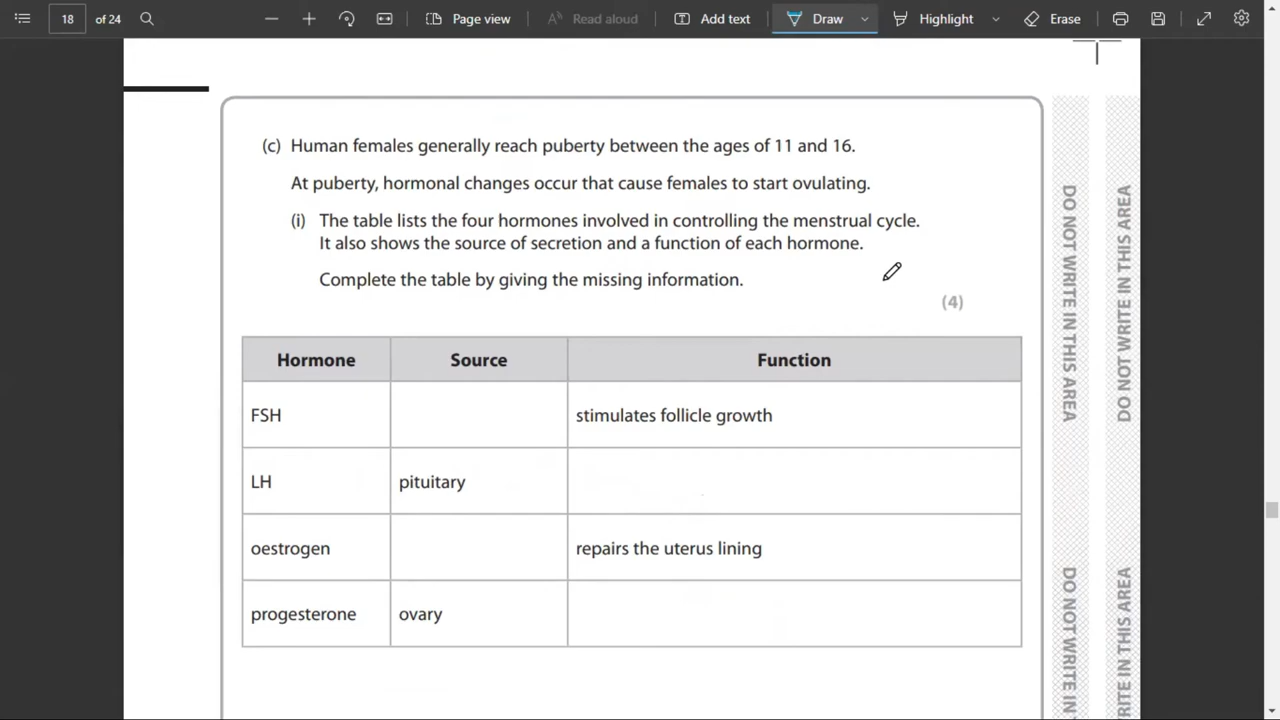 18 of 24 Page view Read aloud Add text Draw Highlight Erase
(c) Human females generally reach puberty between the ages of 11 and 16.
At puberty, hormonal changes occur that cause females to start ovulating.
(i) The table lists the four hormones involved in controlling the menstrual cycle.
It also shows the source of secretion and a function of each hormone.
Complete the table by giving the missing information.
(4)
Hormone Source Function
FSH stimulates follicle growth
LH pituitary
oestrogen repairs the uterus lining
progesterone ovary
DO NOT WRITE IN THIS AREA
DO NOT WRITE IN THIS AREA
DO NOT WRITE IN
RITE IN THIS AREA